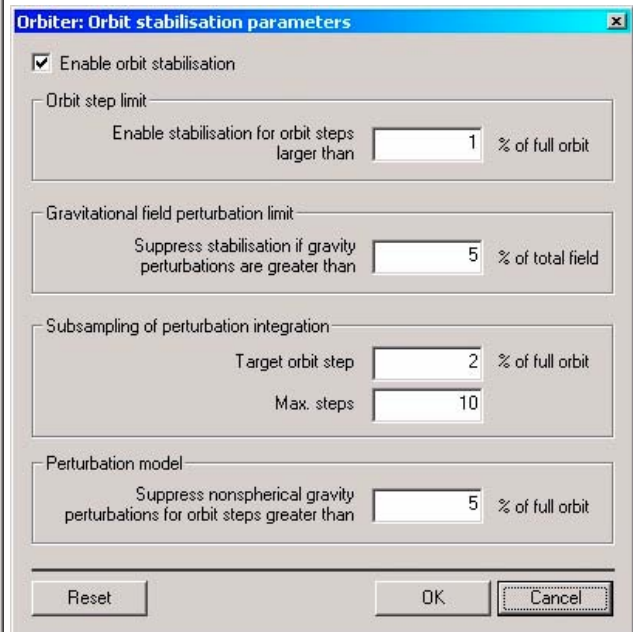 Orbiter: Orbit stabilisation parameters
Enable orbit stabilisation
Orbit step limit
Enable stabilisation for orbit steps
larger than
1 % of full orbit
Gravitational field perturbation limit
Suppress stabilisation if gravity
perturbations are greater than
5 % of total field
Subsampling of perturbation integration
Target orbit step 2 % of full orbit
Max. steps 10
Perturbation model
Suppress nonspherical gravity
perturbations for orbit steps greater than
5 % of full orbit
Reset OK Cancel